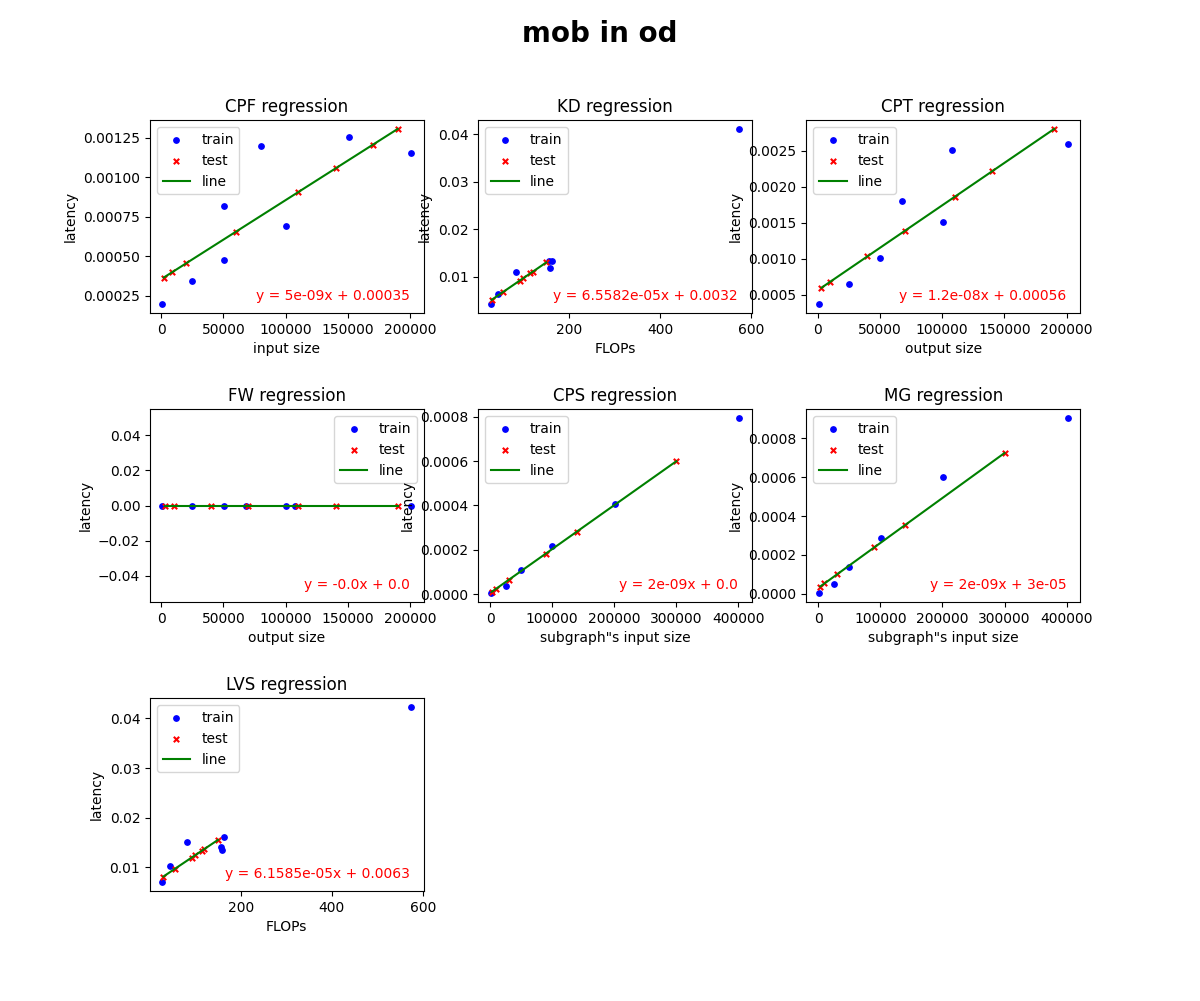 mob in od
CPF regression
latency
0.00125
0.00100
0.00075
0.00050
0.00025
train
test
line
y = 5e-09x + 0.00035
0 50000 100000 150000 200000
input size
KD regression
latency
0.04
0.03
0.02
0.01
train
test
line
y = 6.5582e-05x + 0.0032
200 400 600
FLOPs
CPT regression
latency
0.0025
0.0020
0.0015
0.0010
0.0005
train
test
line
y = 1.2e-08x + 0.00056
0 50000 100000 150000 200000
output size
FW regression
latency
0.04
0.02
0.00
−0.02
−0.04
train
test
line
y = -0.0x + 0.0
0 50000 100000 150000 200000
output size
CPS regression
latency
0.0008
0.0006
0.0004
0.0002
0.0000
train
test
line
y = 2e-09x + 0.0
0 100000 200000 300000 400000
subgraph"s input size
MG regression
latency
0.0008
0.0006
0.0004
0.0002
0.0000
train
test
line
y = 2e-09x + 3e-05
0 100000 200000 300000 400000
subgraph"s input size
LVS regression
latency
0.04
0.03
0.02
0.01
train
test
line
y = 6.1585e-05x + 0.0063
200 400 600
FLOPs